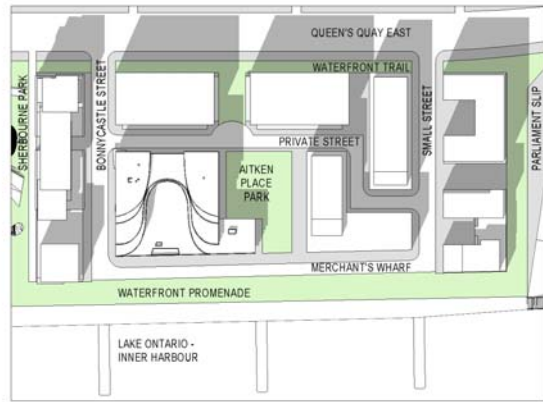 QUEEN'S QUAY EAST
WATERFRONT TRAIL
SHERBOURNE PARK
BONNYCASTLE STREET
SMALL STREET
PARLIAMENT SLIP
PRIVATE STREET
AITKEN
PLACE
PARK
MERCHANT'S WHARF
WATERFRONT PROMENADE
LAKE ONTARIO -
INNER HARBOUR